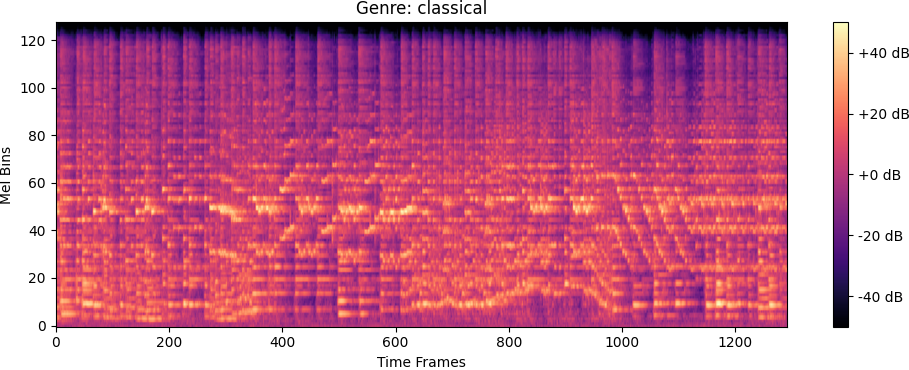 Genre: classical
Mel Bins
120
100
80
60
40
20
0
0 200 400 600 800 1000 1200
Time Frames
+40 dB
+20 dB
+0 dB
-20 dB
-40 dB